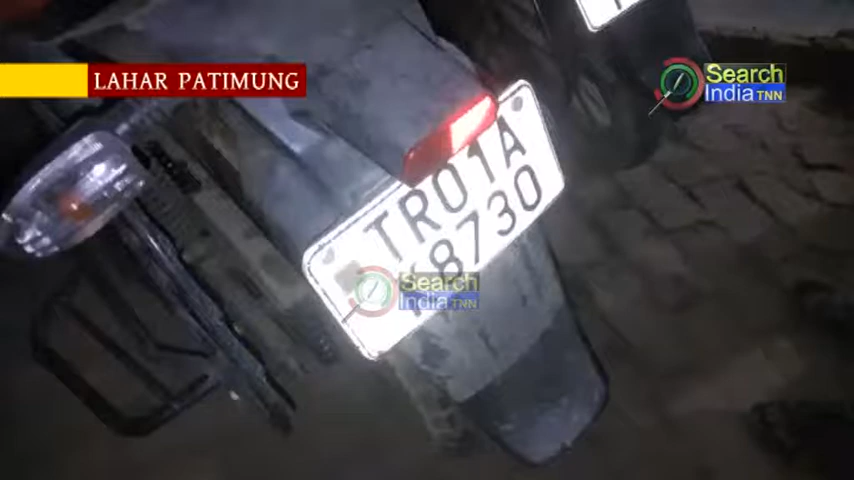 LAHAR PATIMUNG
Search
India TNN
TR01A
8730
Search
India TNN